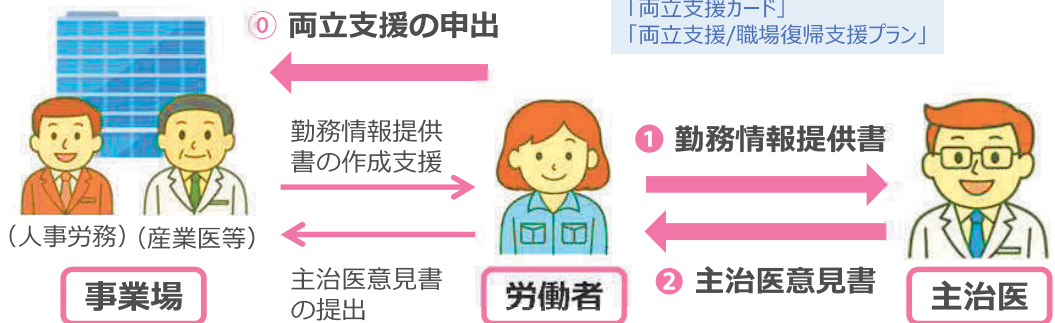 「両立支援カード」
「両立支援/職場復帰支援プラン」
⓪ 両立支援の申出
勤務情報提供
書の作成支援
❶ 勤務情報提供書
(人事労務)(産業医等)
主治医意見書
の提出
❷ 主治医意見書
事業場
労働者
主治医